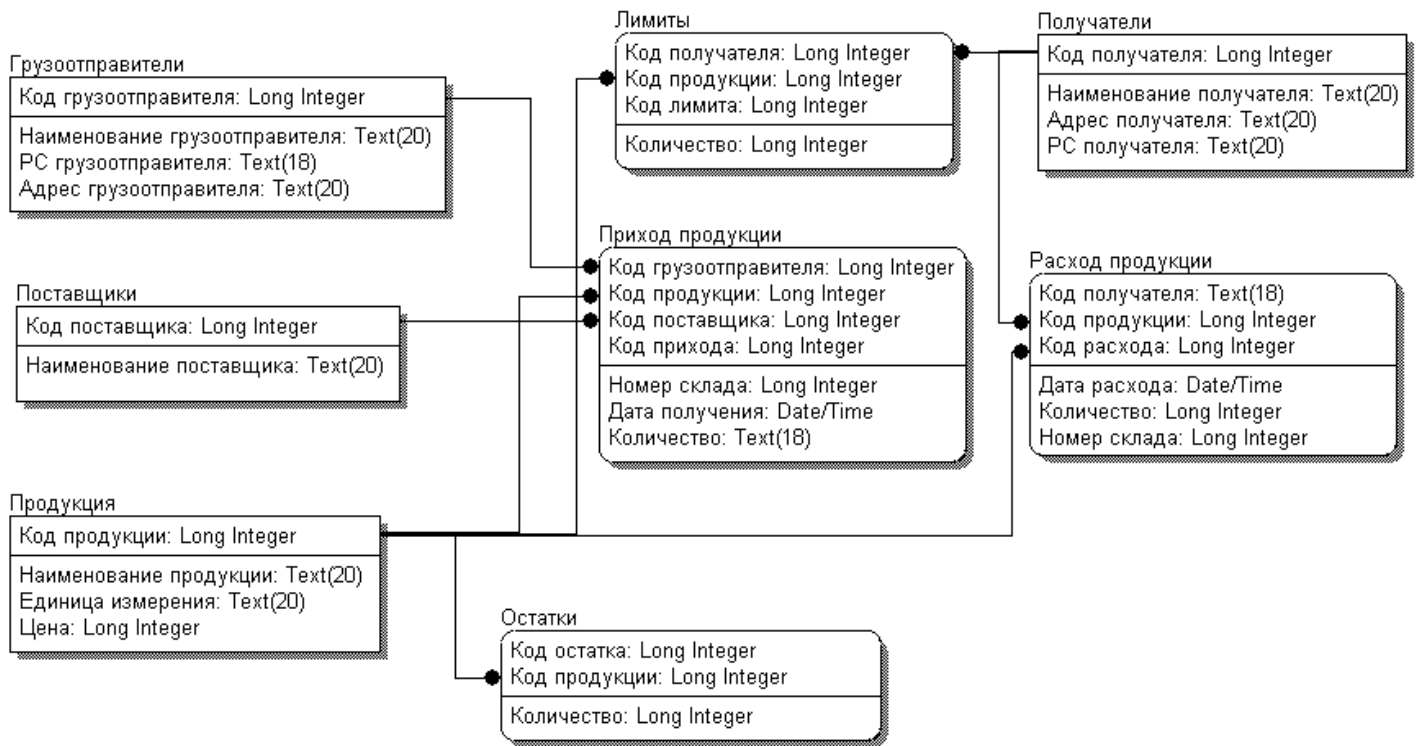 Грузоотправители
Код грузоотправителя: Long Integer
Наименование грузоотправителя: Text(20)
РС грузоотправителя: Text(18)
Адрес грузоотправителя: Text(20)
Поставщики
Код поставщика: Long Integer
Наименование поставщика: Text(20)
Продукция
Код продукции: Long Integer
Наименование продукции: Text(20)
Единица измерения: Text(20)
Цена: Long Integer
Лимиты
Код получателя: Long Integer
Код продукции: Long Integer
Код лимита: Long Integer
Количество: Long Integer
Приход продукции
Код грузоотправителя: Long Integer
Код продукции: Long Integer
Код поставщика: Long Integer
Код прихода: Long Integer
Номер склада: Long Integer
Дата получения: Date/Time
Количество: Text(18)
Остатки
Код остатка: Long Integer
Код продукции: Long Integer
Количество: Long Integer
Получатели
Код получателя: Long Integer
Наименование получателя: Text(20)
Адрес получателя: Text(20)
РС получателя: Text(20)
Расход продукции
Код получателя: Text(18)
Код продукции: Long Integer
Код расхода: Long Integer
Дата расхода: Date/Time
Количество: Long Integer
Номер склада: Long Integer